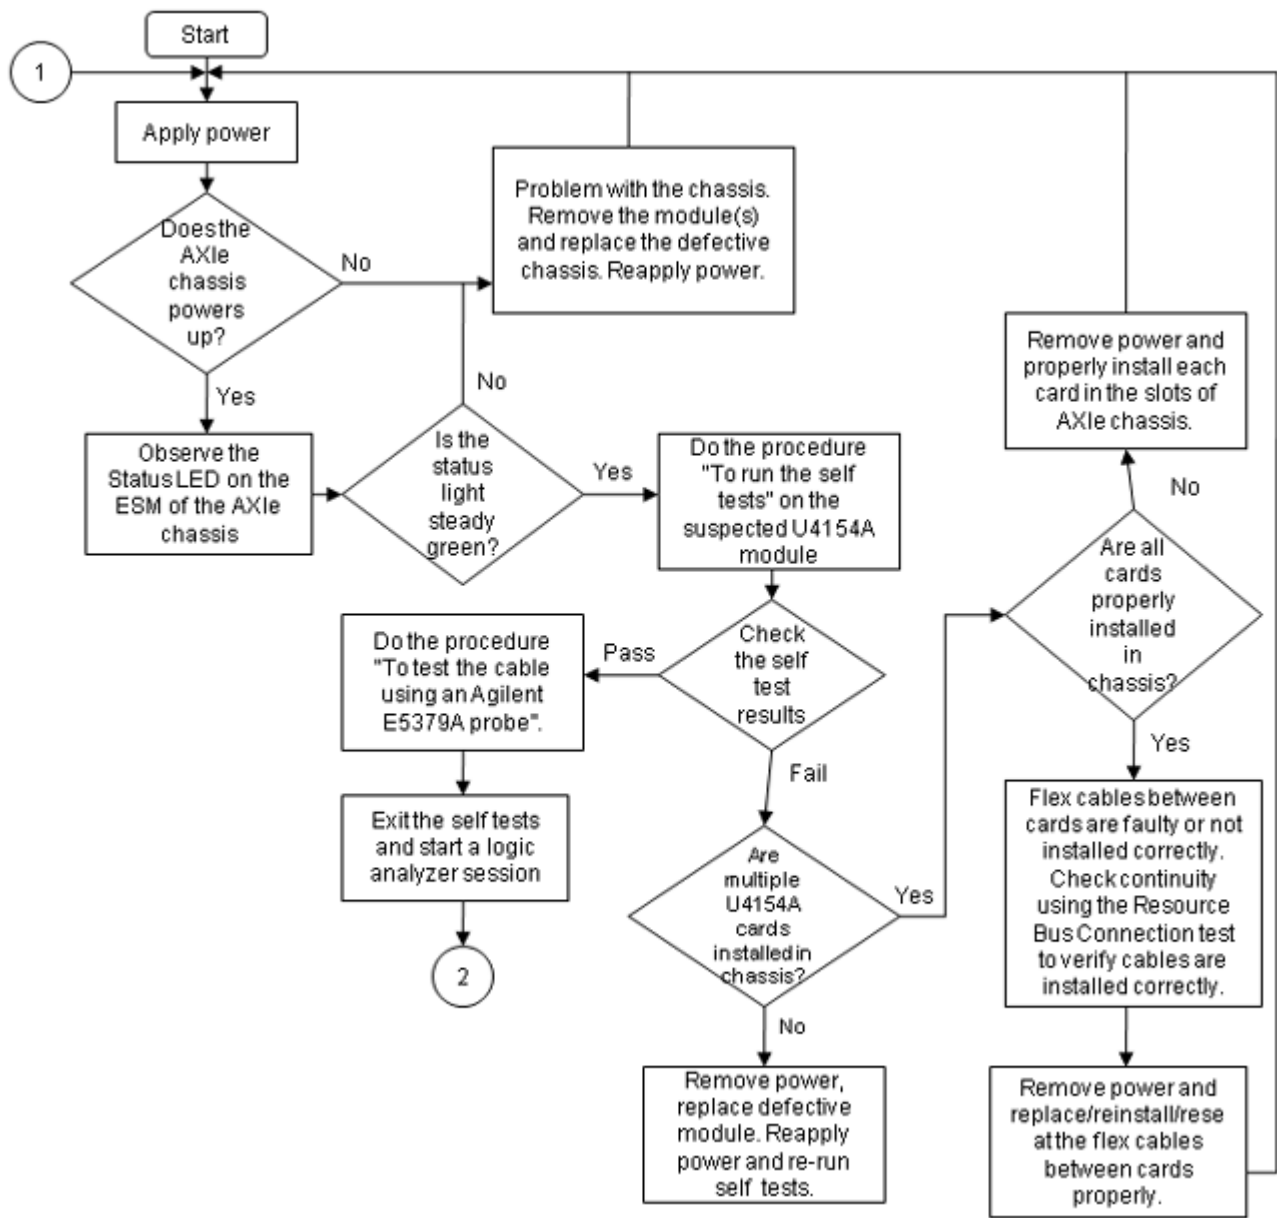 Start
1
Apply power
Does the
AXIe
chassis
powers
up?
No
Yes
Problem with the chassis.
Remove the module(s)
and replace the defective
chassis. Reapply power.
Observe the
Status LED on the
ESM of the AXIe
chassis
No
Is the
status
light
steady
green?
Yes
Do the procedure
"To run the self
tests" on the
suspected U4154A
module
Remove power and
properly install each
card in the slots of
AXIe chassis.
No
Are all
cards
properly
installed
in
chassis?
Yes
Do the procedure
"To test the cable
using an Agilent
E5379A probe".
Pass
Check
the self
test
results
Fail
Exit the self tests
and start a logic
analyzer session
2
Are
multiple
U4154A
cards
installed in
chassis?
Yes
No
Flex cables between
cards are faulty or not
installed correctly.
Check continuity
using the Resource
Bus Connection test
to verify cables are
installed correctly.
Remove power,
replace defective
module. Reapply
power and re-run
self tests.
Remove power and
replace/reinstall/rese
at the flex cables
between cards
properly.